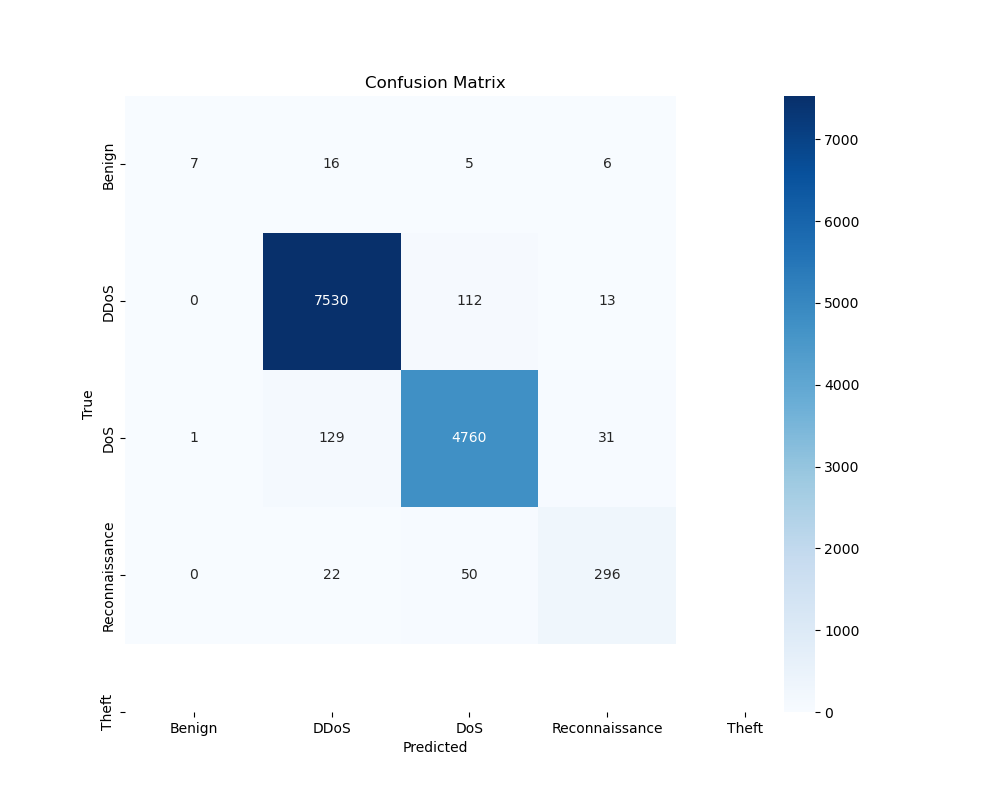 Confusion Matrix
Benign 7 16 5 6
DDoS 0 7530 112 13
True
DoS 1 129 4760 31
Reconnaissance 0 22 50 296
Theft
Benign DDoS DoS Reconnaissance Theft
Predicted
7000
6000
5000
4000
3000
2000
1000
0